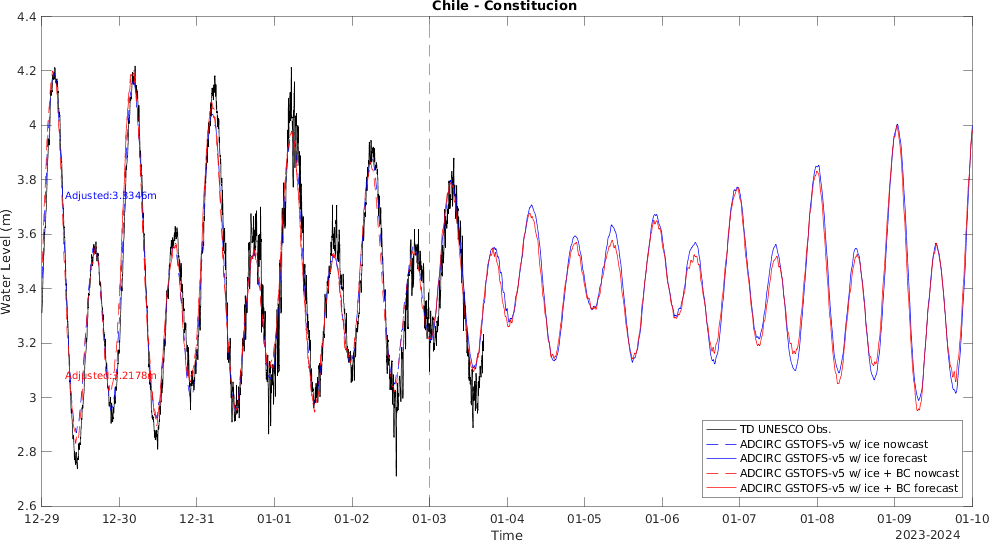 Chile - Constitucion
4.4
4.2
4
3.8
3.6
3.4
3.2
3
2.8
2.6
Water Level (m)
Adjusted:3.3346m
Adjusted:3.2178m
TD UNESCO Obs.
ADCIRC GSTOFS-v5 w/ ice nowcast
ADCIRC GSTOFS-v5 w/ ice forecast
ADCIRC GSTOFS-v5 w/ ice + BC nowcast
ADCIRC GSTOFS-v5 w/ ice + BC forecast
12-29 12-30 12-31 01-01 01-02 01-03 01-04 01-05 01-06 01-07 01-08 01-09 01-10
Time
2023-2024